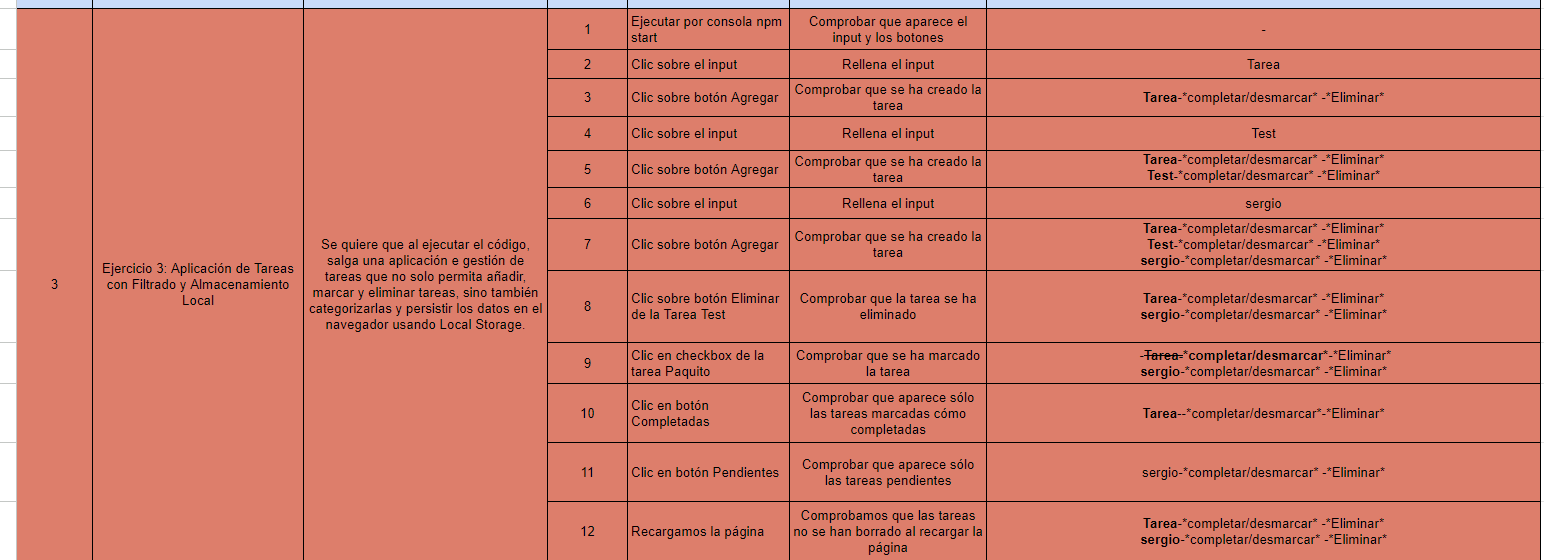 3
Ejercicio 3: Aplicación de Tareas
con Filtrado y Almacenamiento
Local
Se quiere que al ejecutar el código,
salga una aplicación e gestión de
tareas que no solo permita añadir,
marcar y eliminar tareas, sino también
categorizarlas y persistir los datos en el
navegador usando Local Storage.
1
Ejecutar por consola npm
start
Comprobar que aparece el
input y los botones
-
2
Clic sobre el input
Rellena el input
Tarea
3
Clic sobre botón Agregar
Comprobar que se ha creado la
tarea
Tarea-*completar/desmarcar* -*Eliminar*
4
Clic sobre el input
Rellena el input
Test
5
Clic sobre botón Agregar
Comprobar que se ha creado la
tarea
Tarea-*completar/desmarcar* -*Eliminar*
Test-*completar/desmarcar* -*Eliminar*
6
Clic sobre el input
Rellena el input
sergio
7
Clic sobre botón Agregar
Comprobar que se ha creado la
tarea
Tarea-*completar/desmarcar* -*Eliminar*
Test-*completar/desmarcar* -*Eliminar*
sergio-*completar/desmarcar* -*Eliminar*
8
Clic sobre botón Eliminar
de la Tarea Test
Comprobar que la tarea se ha
eliminado
Tarea-*completar/desmarcar* -*Eliminar*
sergio-*completar/desmarcar* -*Eliminar*
9
Clic en checkbox de la
tarea Paquito
Comprobar que se ha marcado
la tarea
-Tarea-*completar/desmarcar*-*Eliminar*
sergio-*completar/desmarcar* -*Eliminar*
10
Clic en botón
Completadas
Comprobar que aparece sólo
las tareas marcadas cómo
completadas
Tarea--*completar/desmarcar*-*Eliminar*
11
Clic en botón Pendientes
Comprobar que aparece sólo
las tareas pendientes
sergio-*completar/desmarcar* -*Eliminar*
12
Recargamos la página
Comprobamos que las tareas
no se han borrado al recargar la
página
Tarea-*completar/desmarcar* -*Eliminar*
sergio-*completar/desmarcar* -*Eliminar*